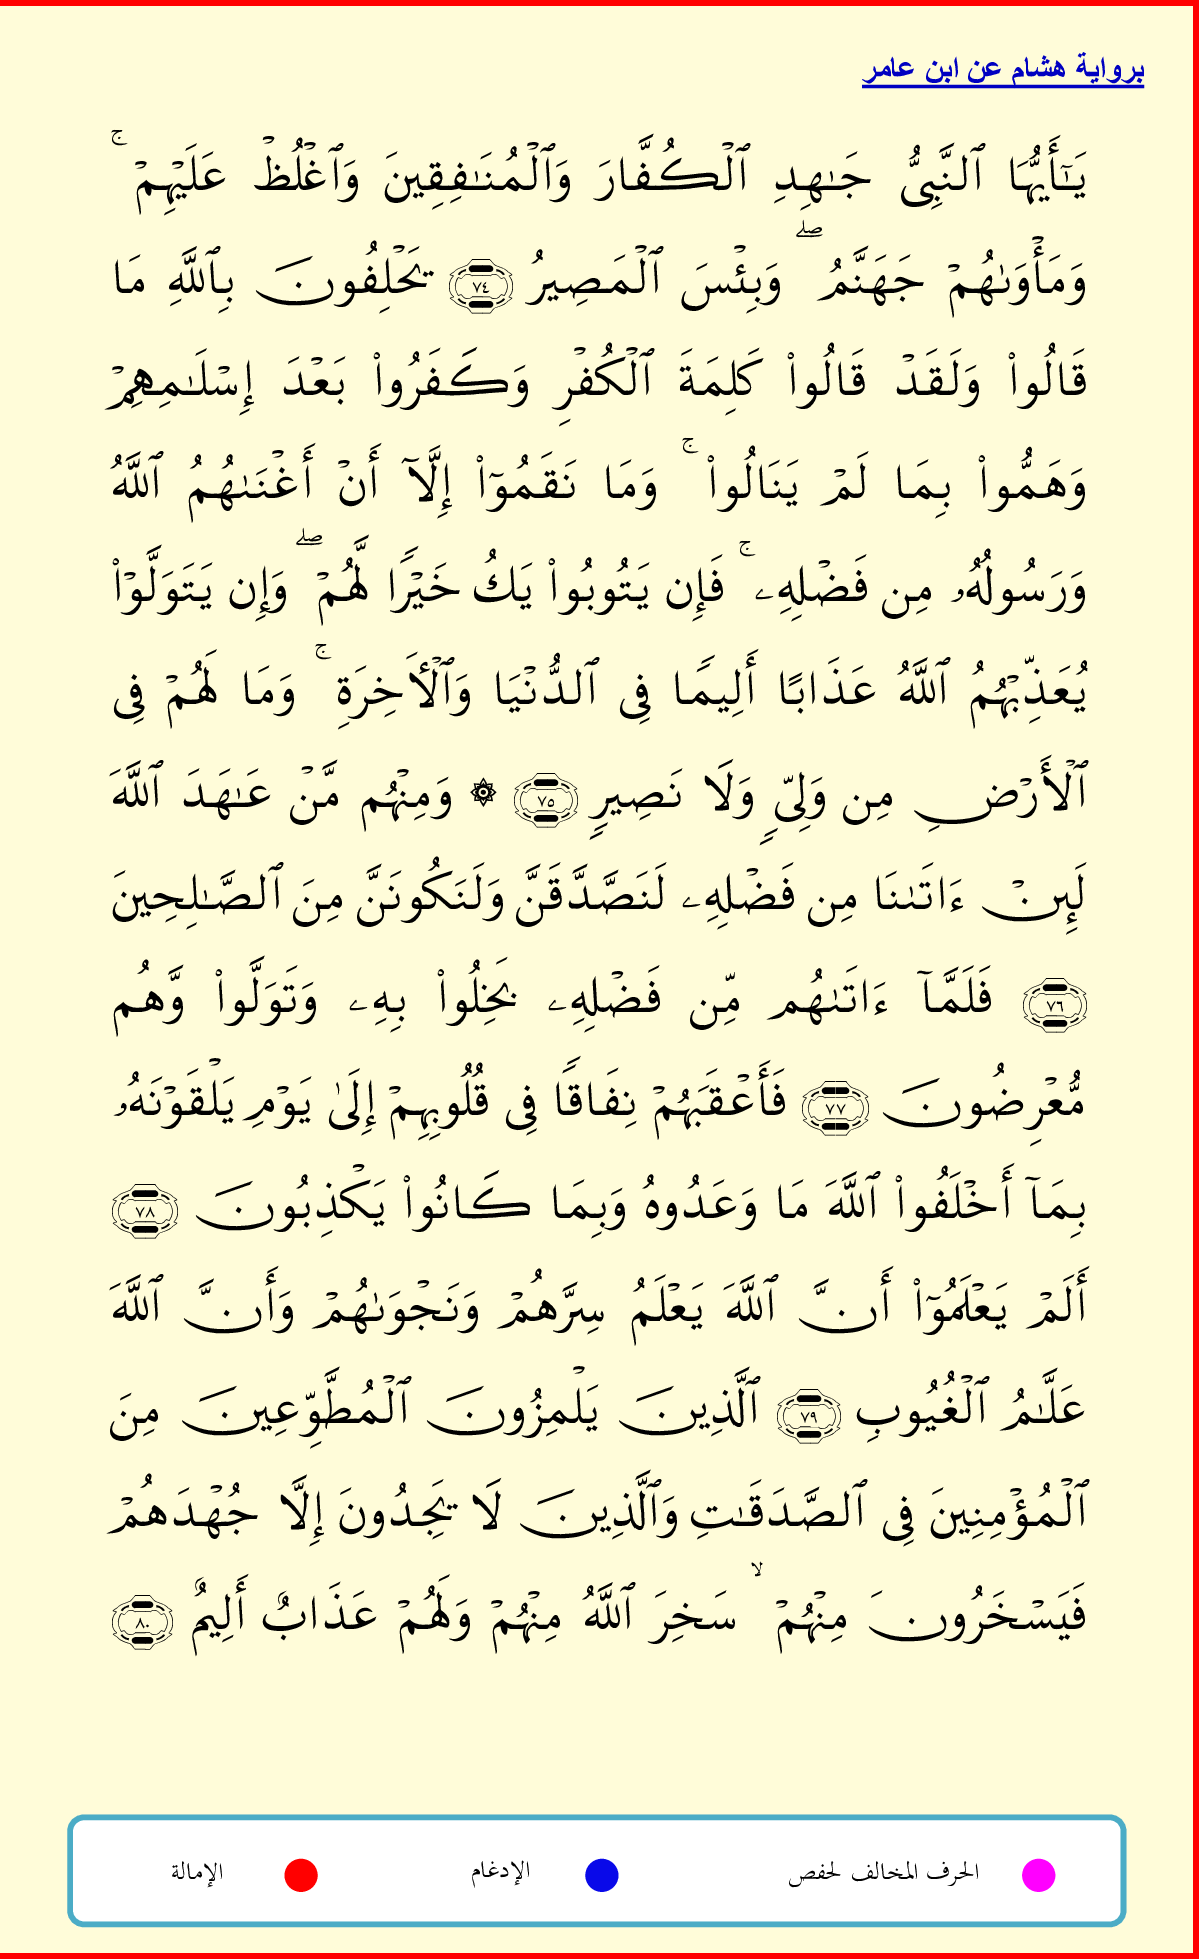 برواية هشام عن ابن عامر
يَـٰٓأَيُّهَا ٱلنَّبِىُّ جَـٰهِدِ ٱلْكُفَّارَ وَٱلْمُنَـٰفِقِينَ وَٱغْلُظْ عَلَيْهِمْ ۚ
وَمَأْوَىٰهُمْ جَهَنَّمُ ۖ وَبِئْسَ ٱلْمَصِيرُ ٧٤ يَحْلِفُونَ بِٱللَّهِ مَا
قَالُوا۟ وَلَقَدْ قَالُوا۟ كَلِمَةَ ٱلْكُفْرِ وَكَفَرُوا۟ بَعْدَ إِسْلَـٰمِهِمْ
وَهَمُّوا۟ بِمَا لَمْ يَنَالُوا۟ ۚ وَمَا نَقَمُوٓا۟ إِلَّآ أَنْ أَغْنَىٰهُمُ ٱللَّهُ
وَرَسُولُهُۥ مِن فَضْلِهِۦ ۚ فَإِن يَتُوبُوا۟ يَكُ خَيْرًا لَّهُمْ ۖ وَإِن يَتَوَلَّوْا۟
يُعَذِّبْهُمُ ٱللَّهُ عَذَابًا أَلِيمًا فِى ٱلدُّنْيَا وَٱلْأَخِرَةِ ۚ وَمَا لَهُمْ فِى
ٱلْأَرْضِ مِن وَلِىٍّ وَلَا نَصِيرٍ ٧٥ ۞ وَمِنْهُم مَّنْ عَـٰهَدَ ٱللَّهَ
لَئِنْ ءَاتَىٰنَا مِن فَضْلِهِۦ لَنَصَّدَّقَنَّ وَلَنَكُونَنَّ مِنَ ٱلصَّـٰلِحِينَ
٧٦ فَلَمَّآ ءَاتَىٰهُم مِّن فَضْلِهِۦ بَخِلُوا۟ بِهِۦ وَتَوَلَّوا۟ وَّهُم
مُّعْرِضُونَ ٧٧ فَأَعْقَبَهُمْ نِفَاقًا فِى قُلُوبِهِمْ إِلَىٰ يَوْمِ يَلْقَوْنَهُۥ
بِمَآ أَخْلَفُوا۟ ٱللَّهَ مَا وَعَدُوهُ وَبِمَا كَانُوا۟ يَكْذِبُونَ ٧٨
أَلَمْ يَعْلَمُوٓا۟ أَنَّ ٱللَّهَ يَعْلَمُ سِرَّهُمْ وَنَجْوَىٰهُمْ وَأَنَّ ٱللَّهَ
عَلَّـٰمُ ٱلْغُيُوبِ ٧٩ ٱلَّذِينَ يَلْمِزُونَ ٱلْمُطَّوِّعِينَ مِنَ
ٱلْمُؤْمِنِينَ فِى ٱلصَّدَقَـٰتِ وَٱلَّذِينَ لَا يَجِدُونَ إِلَّا جُهْدَهُمْ
فَيَسْخَرُونَ مِنْهُمْ ۙ سَخِرَ ٱللَّهُ مِنْهُمْ وَلَهُمْ عَذَابٌ أَلِيمٌ ٨٠
الحرف المخالف لحفص الإدغام الإمالة